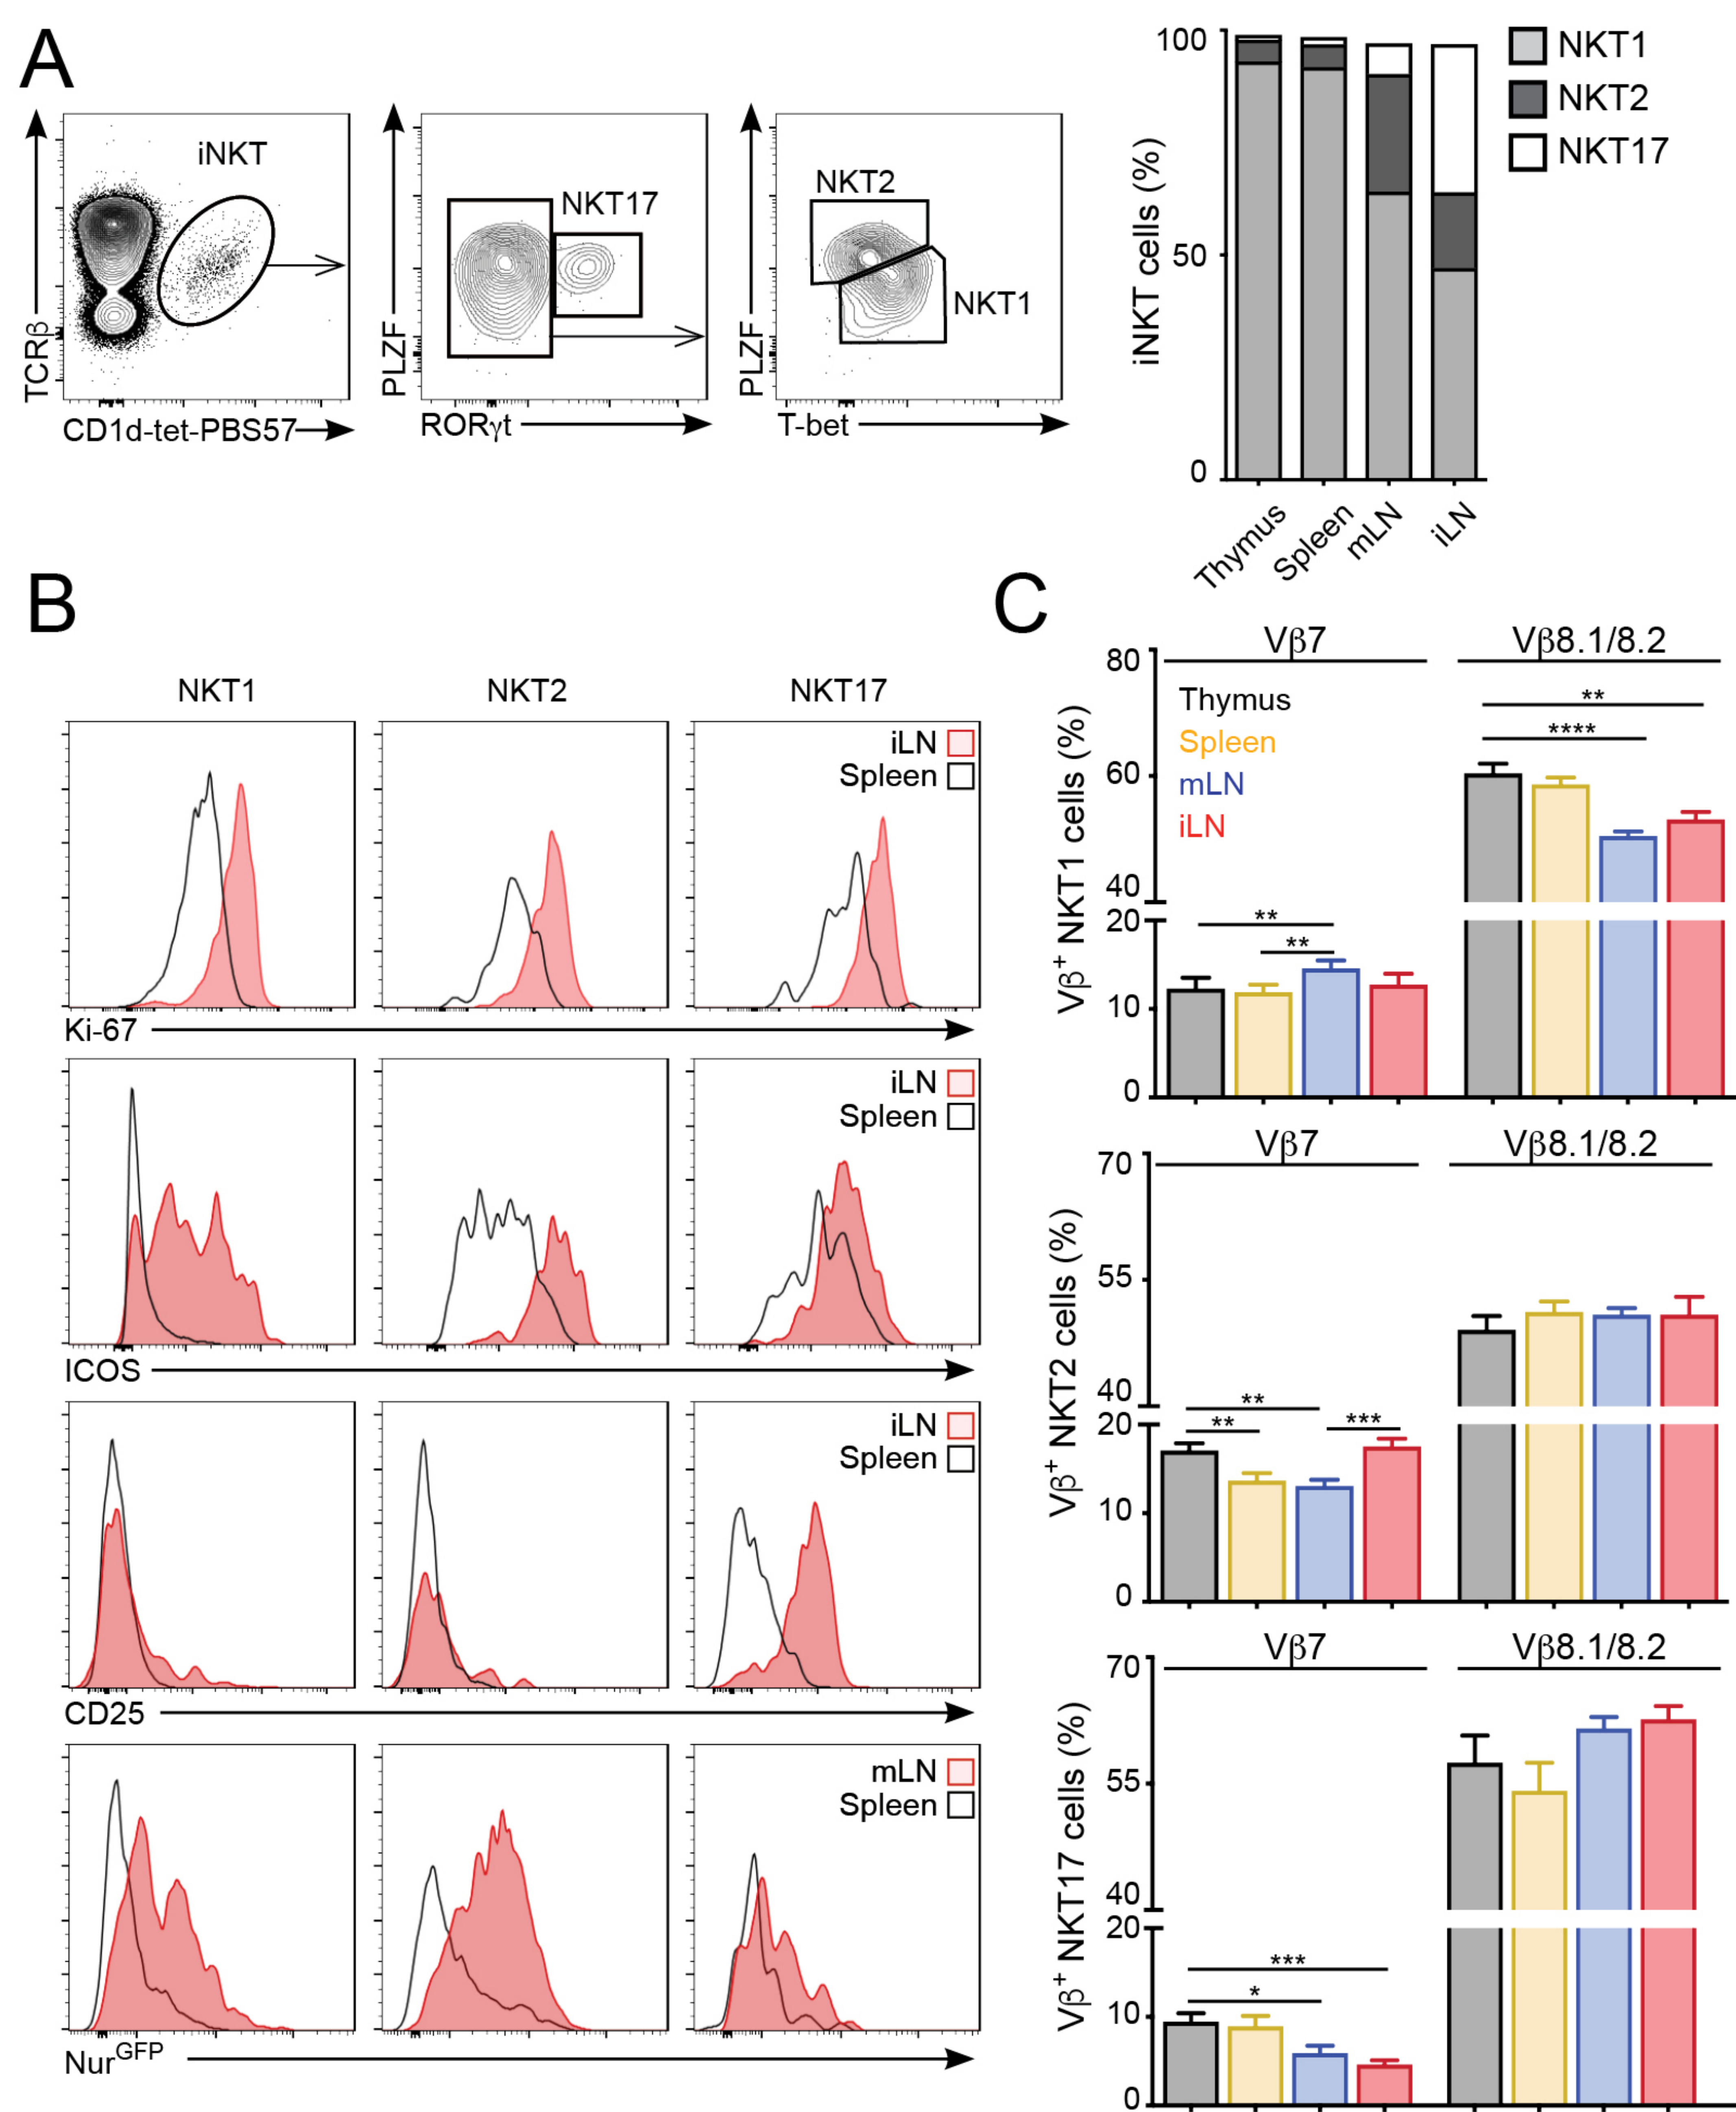 A
iNKT
TCRβ
CD1d-tet-PBS57
NKT17
PLZF
RORγt
NKT2
NKT1
PLZF
T-bet
iNKT cells (%)
100
50
0
Thymus
Spleen
mLN
iLN
NKT1
NKT2
NKT17
B
NKT1
NKT2
NKT17
iLN
Spleen
Ki-67
iLN
Spleen
ICOS
iLN
Spleen
CD25
mLN
Spleen
NurGFP
C
Vβ7
Vβ8.1/8.2
Vβ+ NKT1 cells (%)
80
60
40
20
10
0
Thymus
Spleen
mLN
iLN
**
**
**
****
Vβ7
Vβ8.1/8.2
Vβ+ NKT2 cells (%)
70
55
40
20
10
0
**
**
***
Vβ7
Vβ8.1/8.2
Vβ+ NKT17 cells (%)
70
55
40
20
10
0
***
*